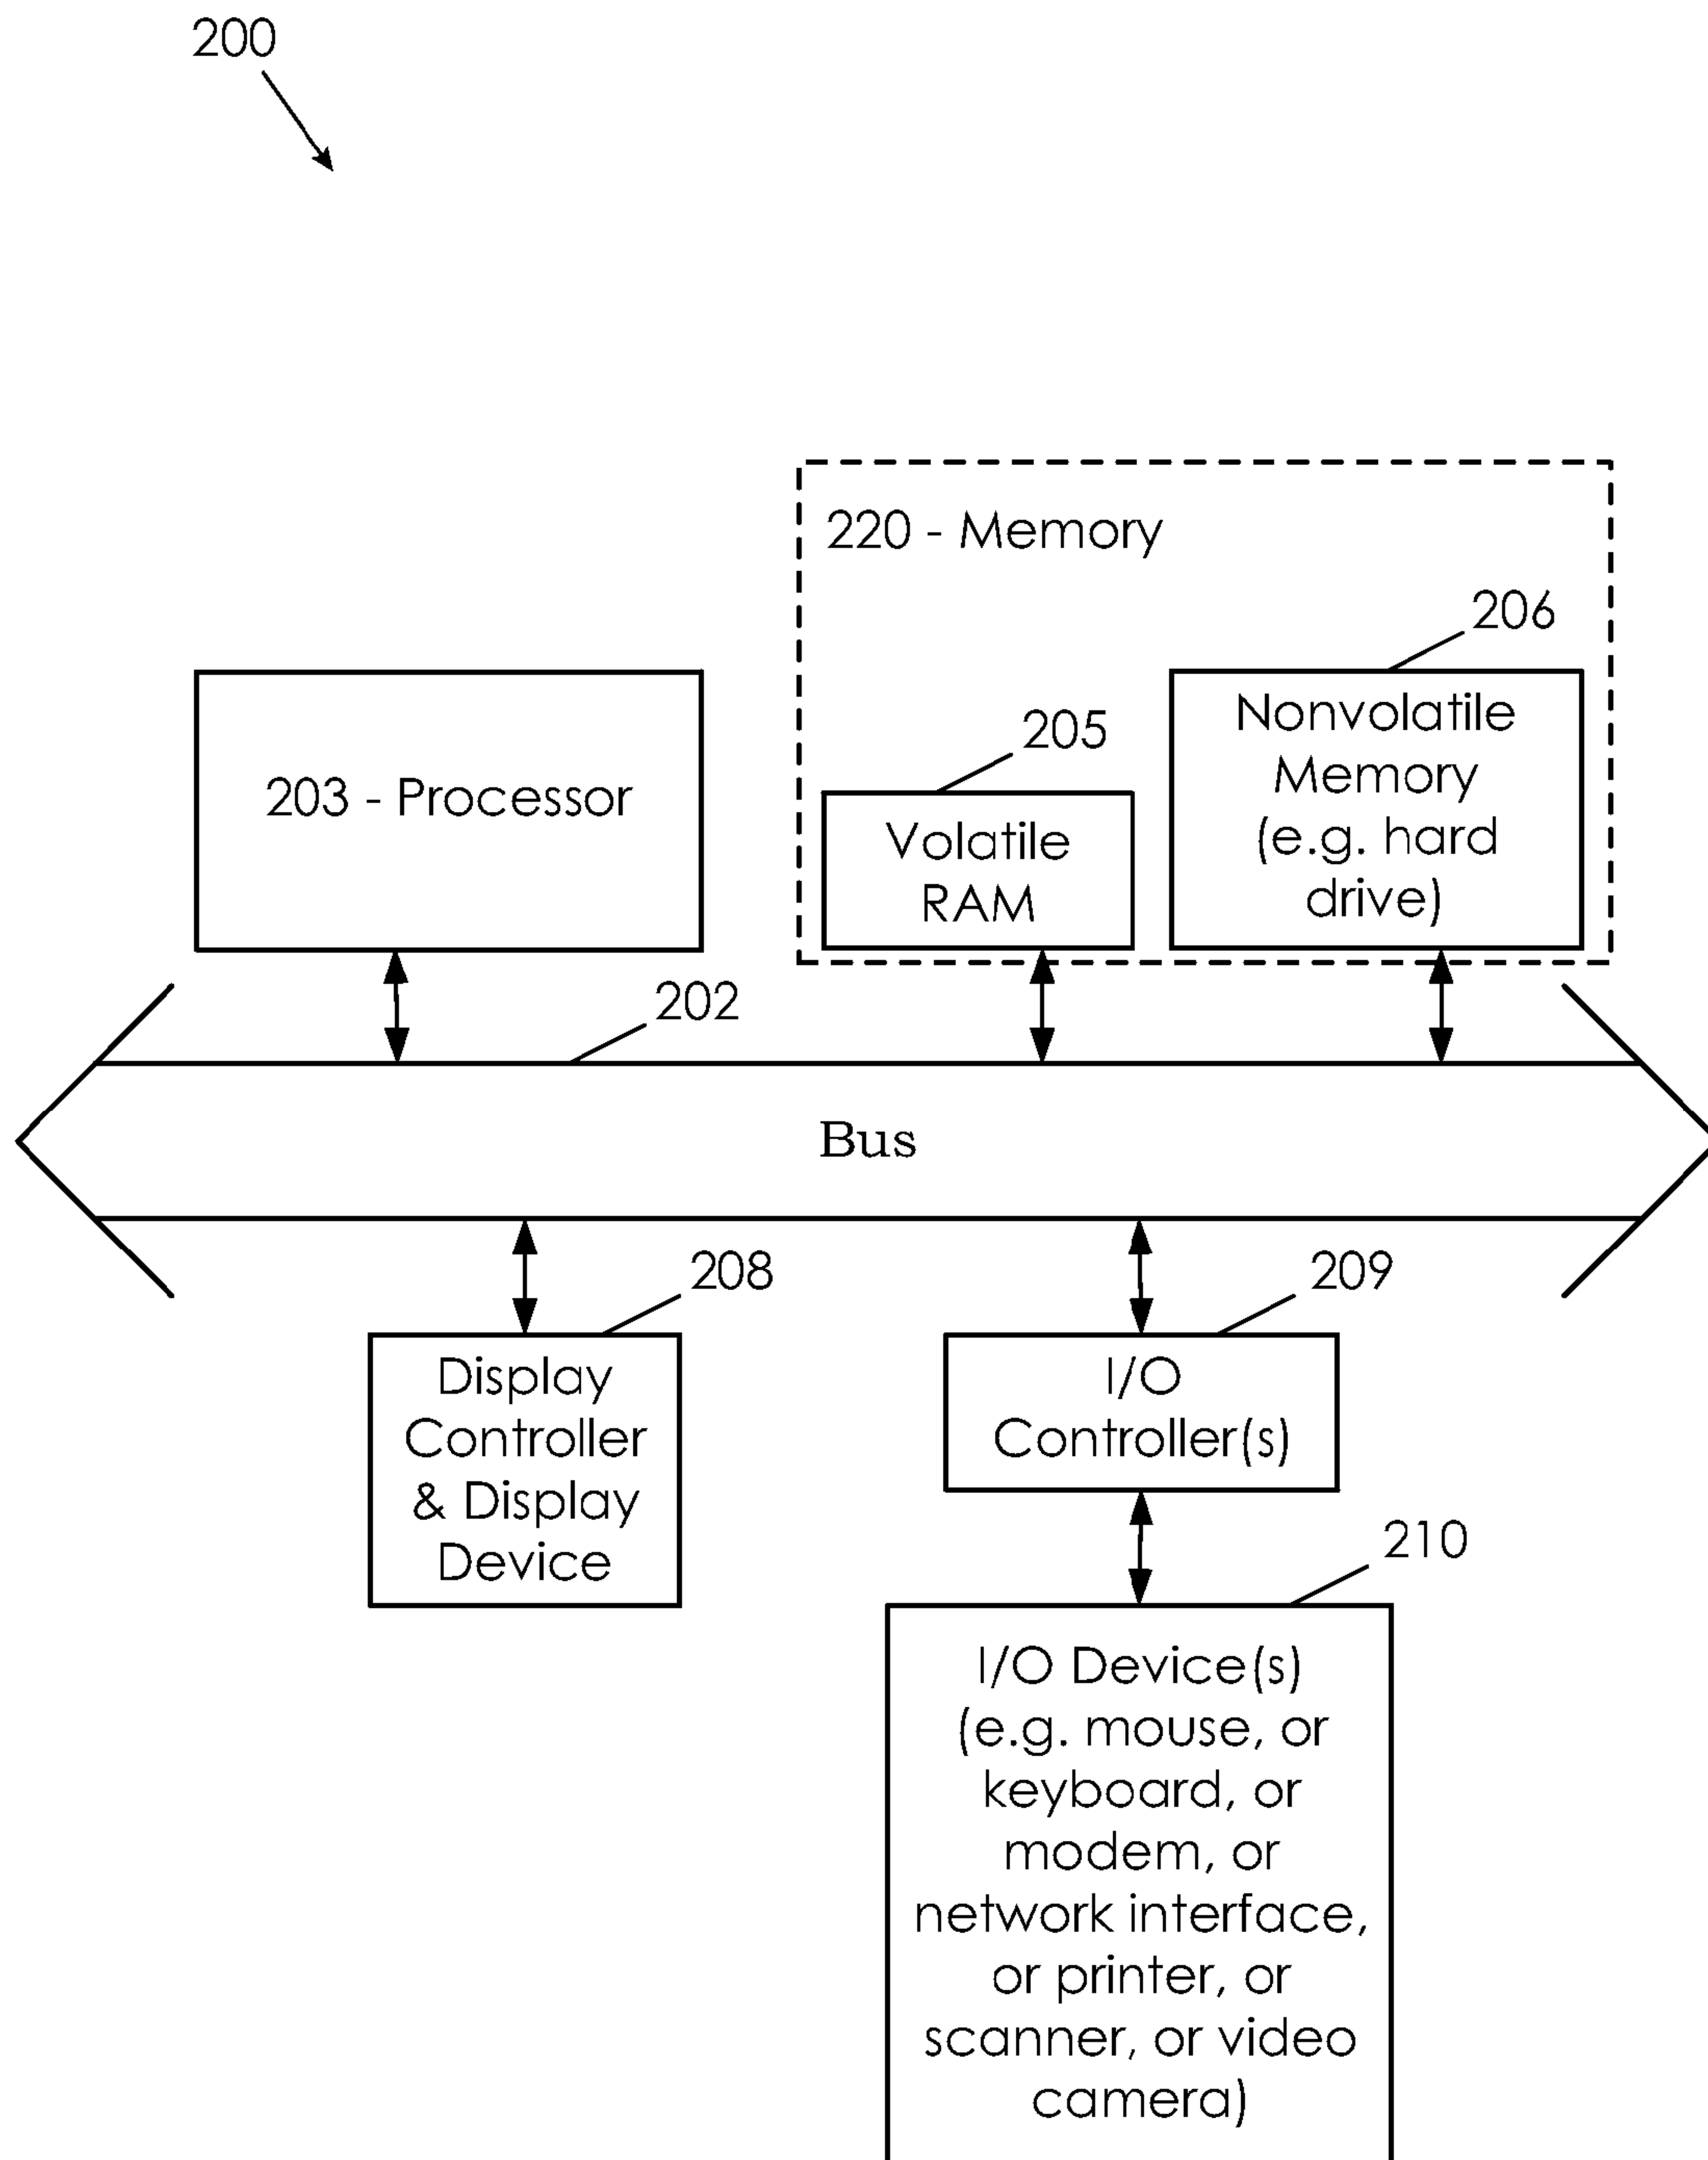 200
220 - Memory
206
Nonvolatile
Memory
(e.g. hard
drive)
205
Volatile
RAM
203 - Processor
202
Bus
208
Display
Controller
& Display
Device
209
I/O
Controller(s)
210
I/O Device(s)
(e.g. mouse, or
keyboard, or
modem, or
network interface,
or printer, or
scanner, or video
camera)